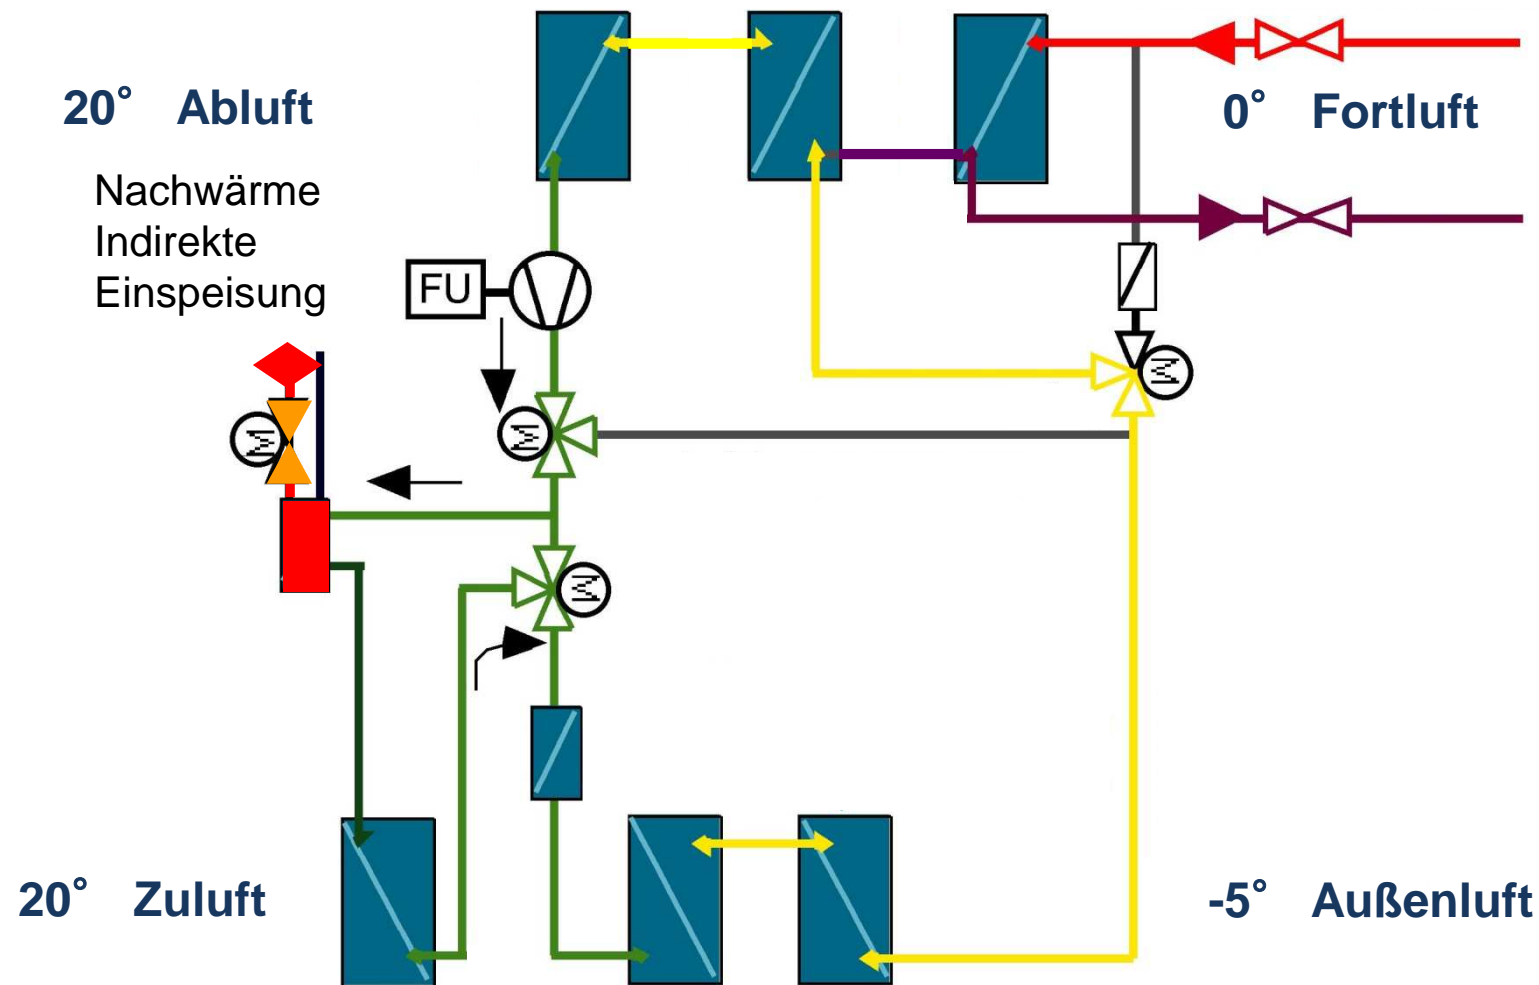 20° Abluft
0° Fortluft
Nachwärme
Indirekte
Einspeisung
FU
M
M
M
M
20° Zuluft
-5° Außenluft